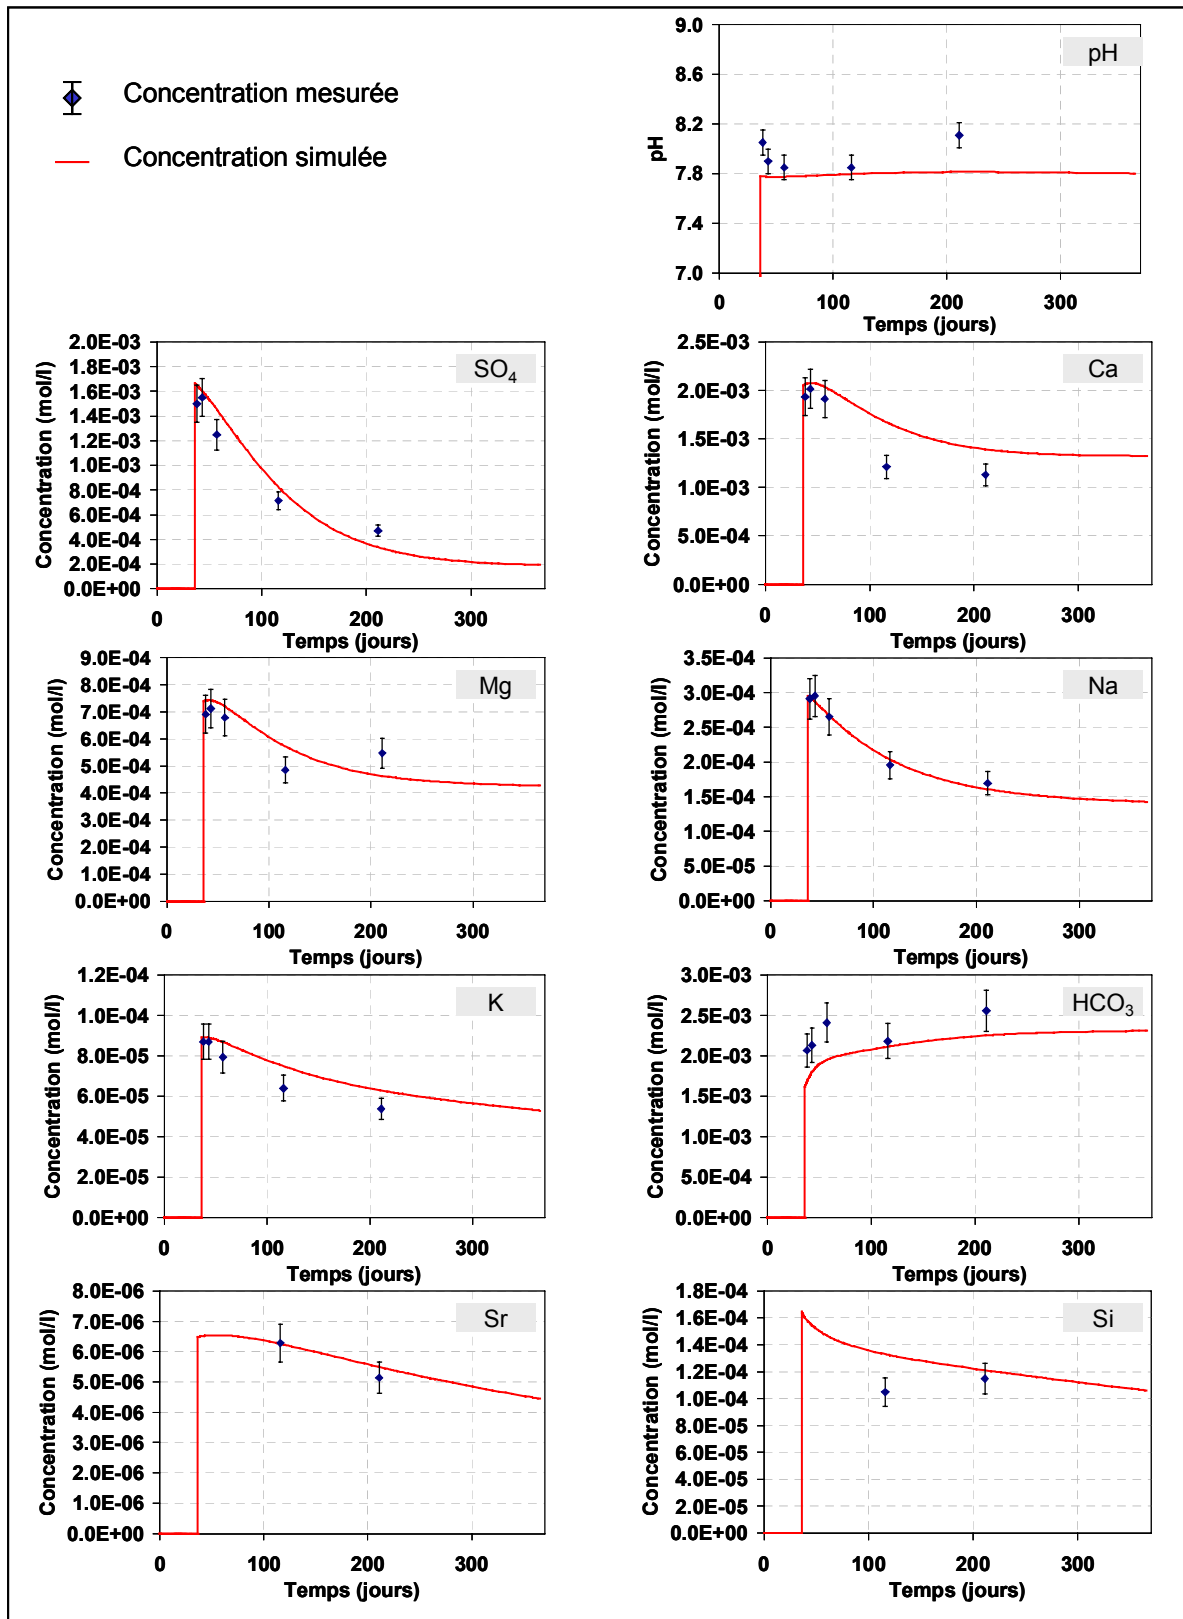 Concentration mesurée
Concentration simulée
pH
9.0
8.6
8.2
7.8
7.4
7.0
pH
0 100 200 300
Temps (jours)
SO4
2.0E-03
1.8E-03
1.6E-03
1.4E-03
1.2E-03
1.0E-03
8.0E-04
6.0E-04
4.0E-04
2.0E-04
0.0E+00
Concentration (mol/l)
0 100 200 300
Temps (jours)
Ca
2.5E-03
2.0E-03
1.5E-03
1.0E-03
5.0E-04
0.0E+00
Concentration (mol/l)
0 100 200 300
Temps (jours)
Mg
9.0E-04
8.0E-04
7.0E-04
6.0E-04
5.0E-04
4.0E-04
3.0E-04
2.0E-04
1.0E-04
0.0E+00
Concentration (mol/l)
0 100 200 300
Temps (jours)
Na
3.5E-04
3.0E-04
2.5E-04
2.0E-04
1.5E-04
1.0E-04
5.0E-05
0.0E+00
Concentration (mol/l)
0 100 200 300
Temps (jours)
K
1.2E-04
1.0E-04
8.0E-05
6.0E-05
4.0E-05
2.0E-05
0.0E+00
Concentration (mol/l)
0 100 200 300
Temps (jours)
HCO3
3.0E-03
2.5E-03
2.0E-03
1.5E-03
1.0E-03
5.0E-04
0.0E+00
Concentration (mol/l)
0 100 200 300
Temps (jours)
Sr
8.0E-06
7.0E-06
6.0E-06
5.0E-06
4.0E-06
3.0E-06
2.0E-06
1.0E-06
0.0E+00
Concentration (mol/l)
0 100 200 300
Temps (jours)
Si
1.8E-04
1.6E-04
1.4E-04
1.2E-04
1.0E-04
8.0E-05
6.0E-05
4.0E-05
2.0E-05
0.0E+00
Concentration (mol/l)
0 100 200 300
Temps (jours)